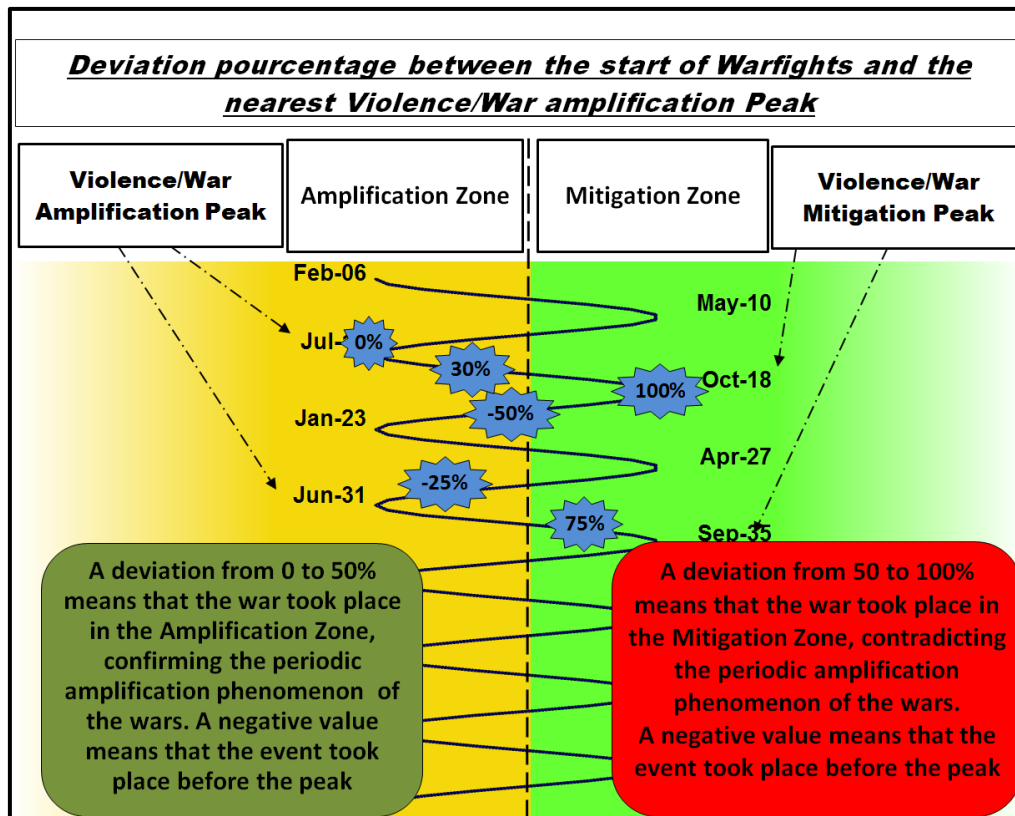 Deviation pourcentage between the start of Warfights and the
nearest Violence/War amplification Peak
Violence/War
Amplification Peak
Amplification Zone
Mitigation Zone
Violence/War
Mitigation Peak
Feb-06
May-10
Jul-
0%
30%
100%
Oct-18
-50%
Jan-23
Apr-27
-25%
Jun-31
75%
Sep-35
A deviation from 0 to 50%
means that the war took place
in the Amplification Zone,
confirming the periodic
amplification phenomenon of
the wars. A negative value
means that the event took
place before the peak
A deviation from 50 to 100%
means that the war took place in
the Mitigation Zone, contradicting
the periodic amplification
phenomenon of the wars.
A negative value means that the
event took place before the peak